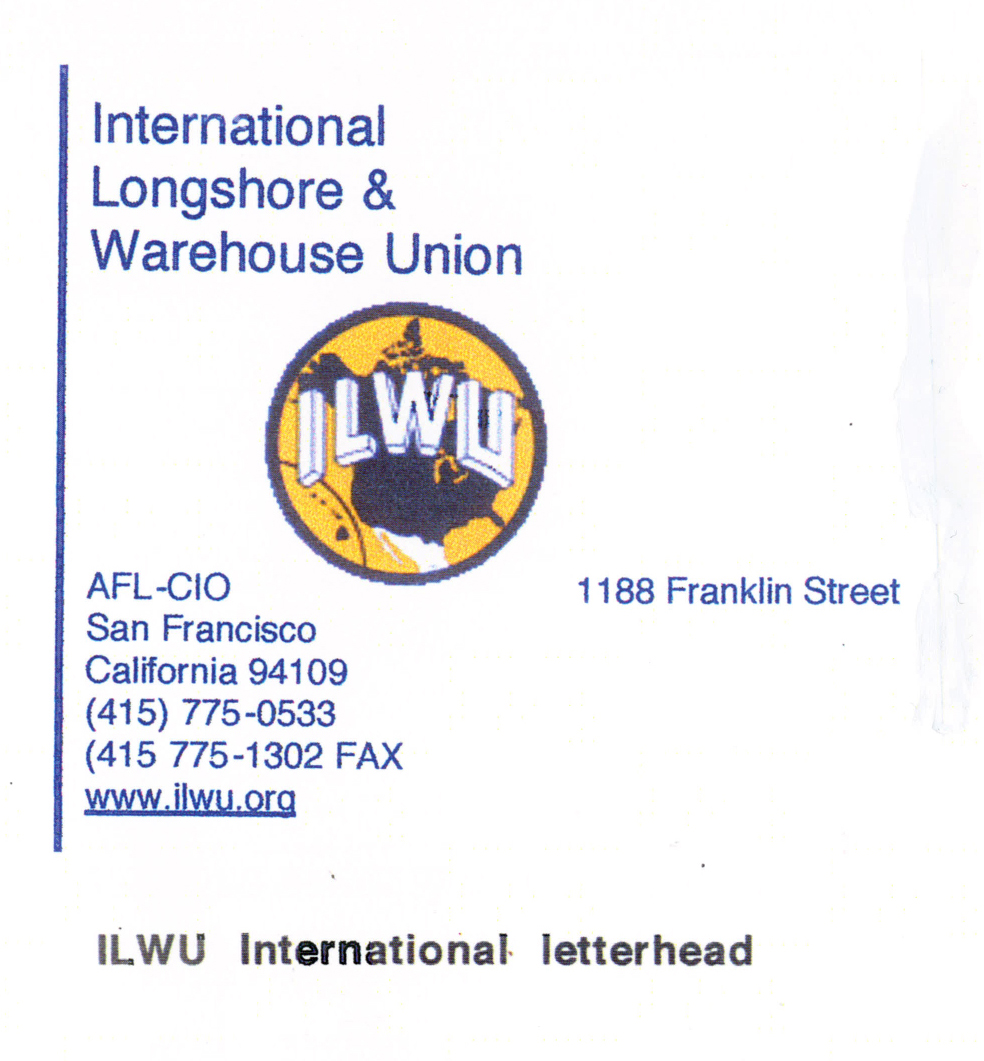 International
Longshore &
Warehouse Union
ILWU
AFL-CIO 1188 Franklin Street
San Francisco
California 94109
(415) 775-0533
(415 775-1302 FAX
www.ilwu.org
ILWU International letterhead